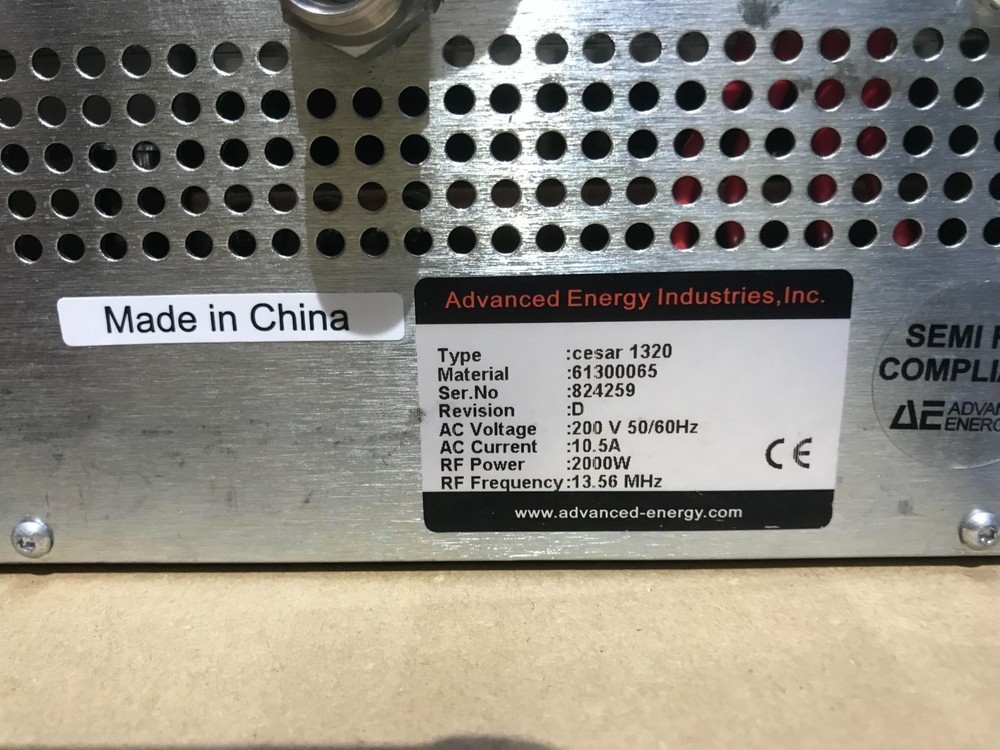 Made in China
Advanced Energy Industries,Inc.
Type :cesar 1320
Material :61300065
Ser.No :824259
Revision :D
AC Voltage :200 V 50/60Hz
AC Current :10.5A
RF Power :2000W
RF Frequency :13.56 MHz
CE
www.advanced-energy.com
SEMI
AE